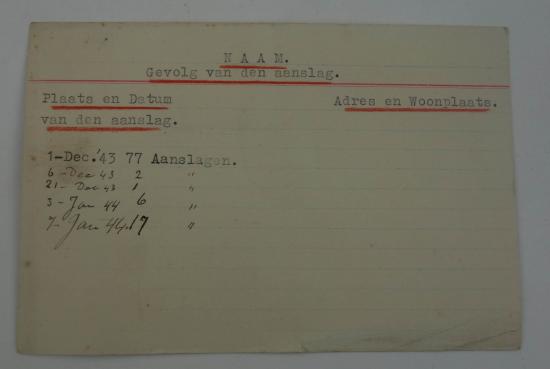 N A A M.
Gevolg van den aanslag.
Plaats en Datum Adres en Woonplaats.
van den aanslag.
1-Dec.'43 77 Aanslagen.
6-Dec 43 2 "
21-Dec 43 1 "
3-Jan 44 6 "
7-Jan 44 17 "